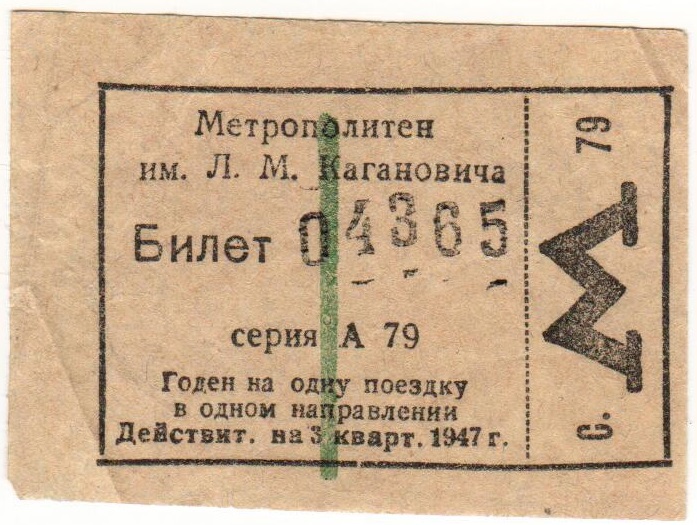 Метрополитен
им. Л. М. Кагановича
Билет 04365
серия А 79
Годен на одну поездку
в одном направлении
Действит. на 3 кварт. 1947 г.
с. М 79